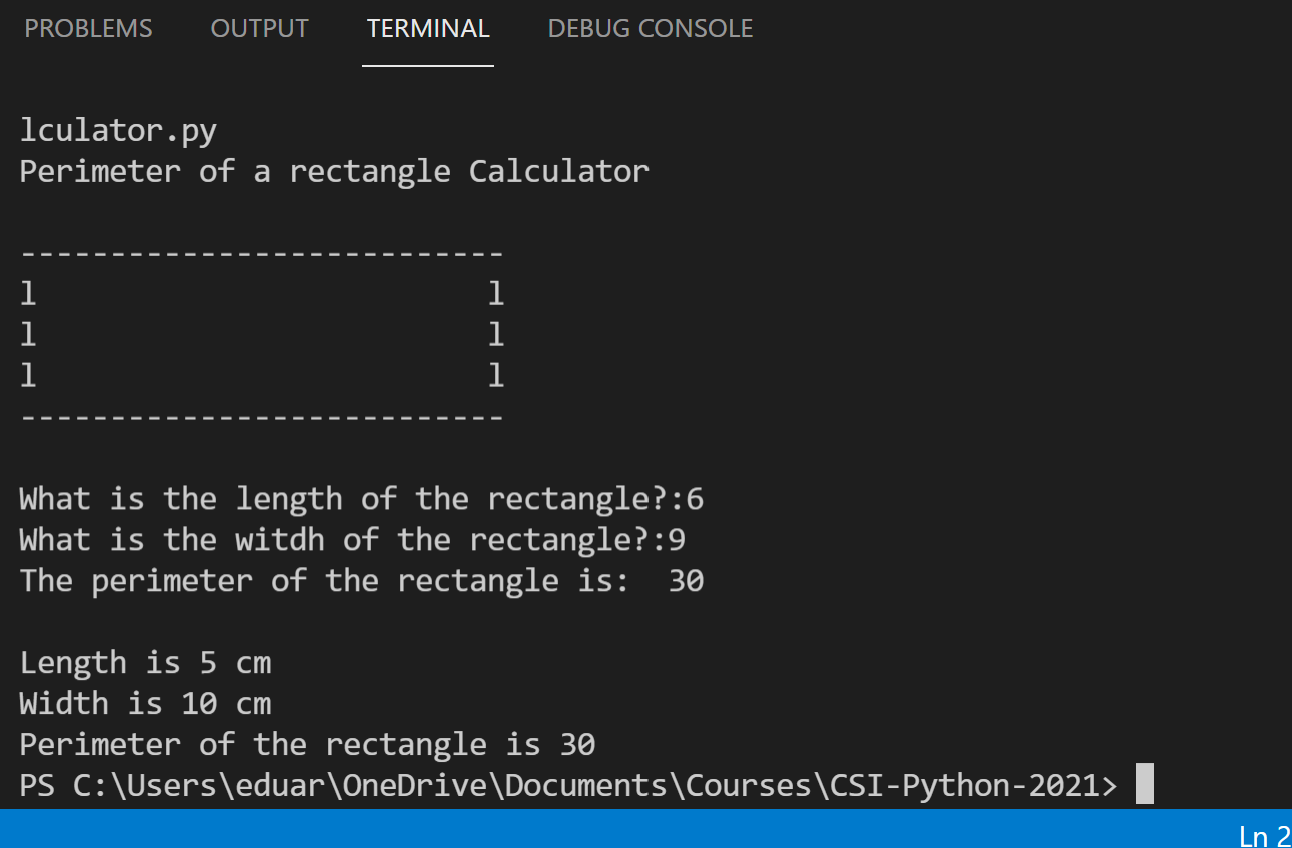 PROBLEMS OUTPUT TERMINAL DEBUG CONSOLE
lculator.py
Perimeter of a rectangle Calculator
---------------------------
l                         l
l                         l
l                         l
---------------------------
What is the length of the rectangle?:6
What is the witdh of the rectangle?:9
The perimeter of the rectangle is:  30
Length is 5 cm
Width is 10 cm
Perimeter of the rectangle is 30
PS C:\Users\eduar\OneDrive\Documents\Courses\CSI-Python-2021>
Ln 2